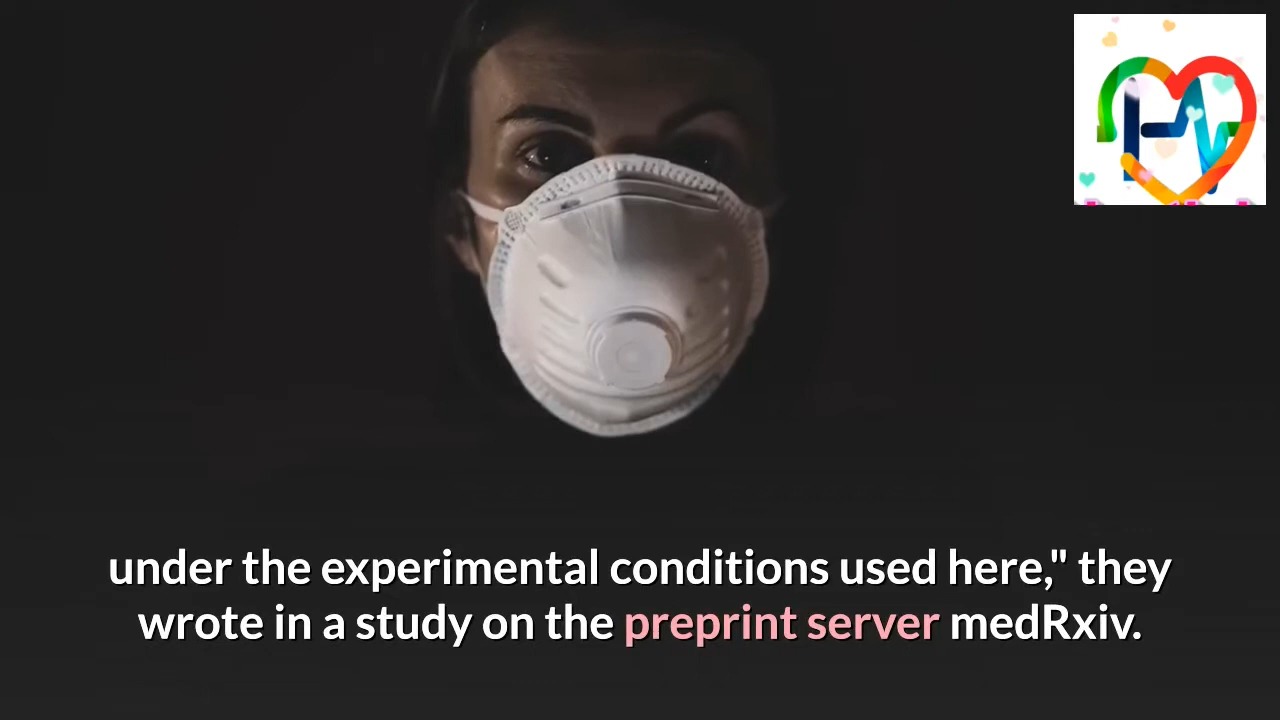 under the experimental conditions used here," they
wrote in a study on the preprint server medRxiv.